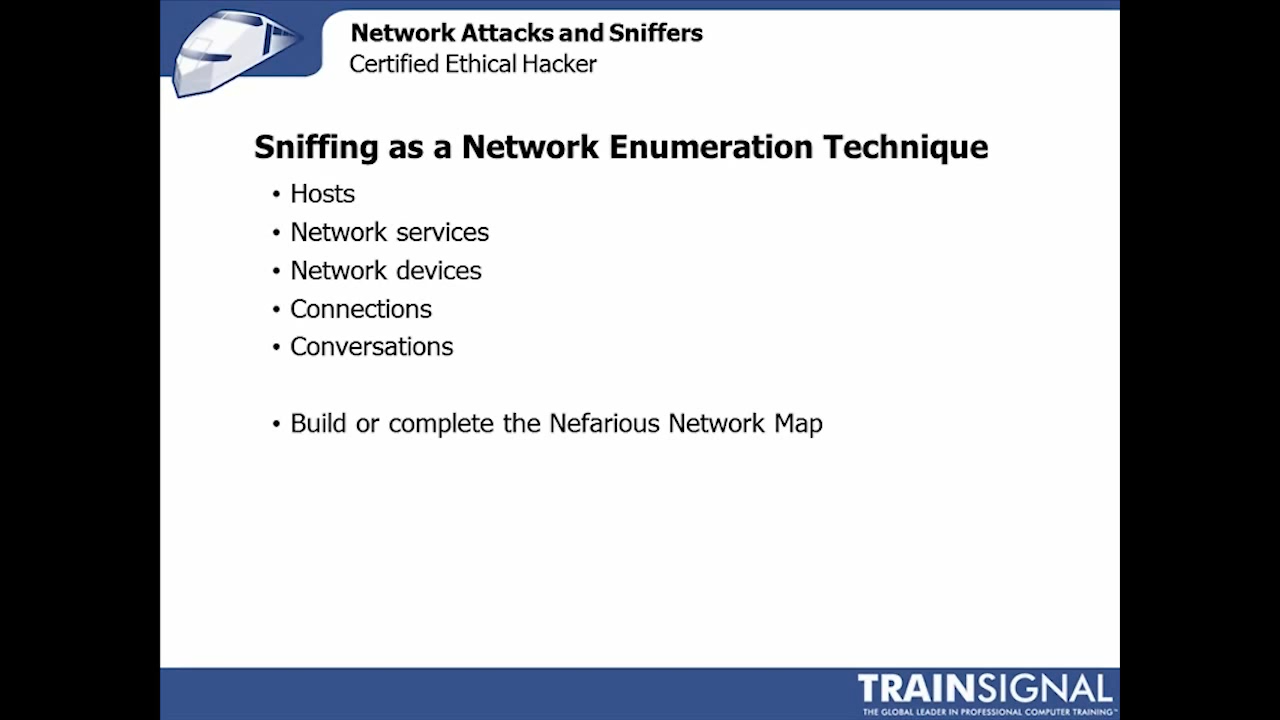 Network Attacks and Sniffers
Certified Ethical Hacker
Sniffing as a Network Enumeration Technique
• Hosts
• Network services
• Network devices
• Connections
• Conversations
• Build or complete the Nefarious Network Map
TRAINSIGNAL
THE GLOBAL LEADER IN PROFESSIONAL COMPUTER TRAINING™